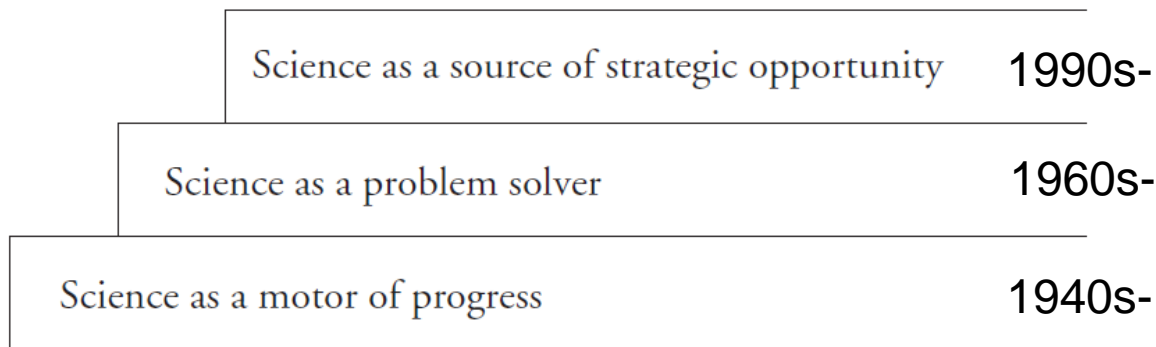 Science as a source of strategic opportunity 1990s-
Science as a problem solver 1960s-
Science as a motor of progress 1940s-